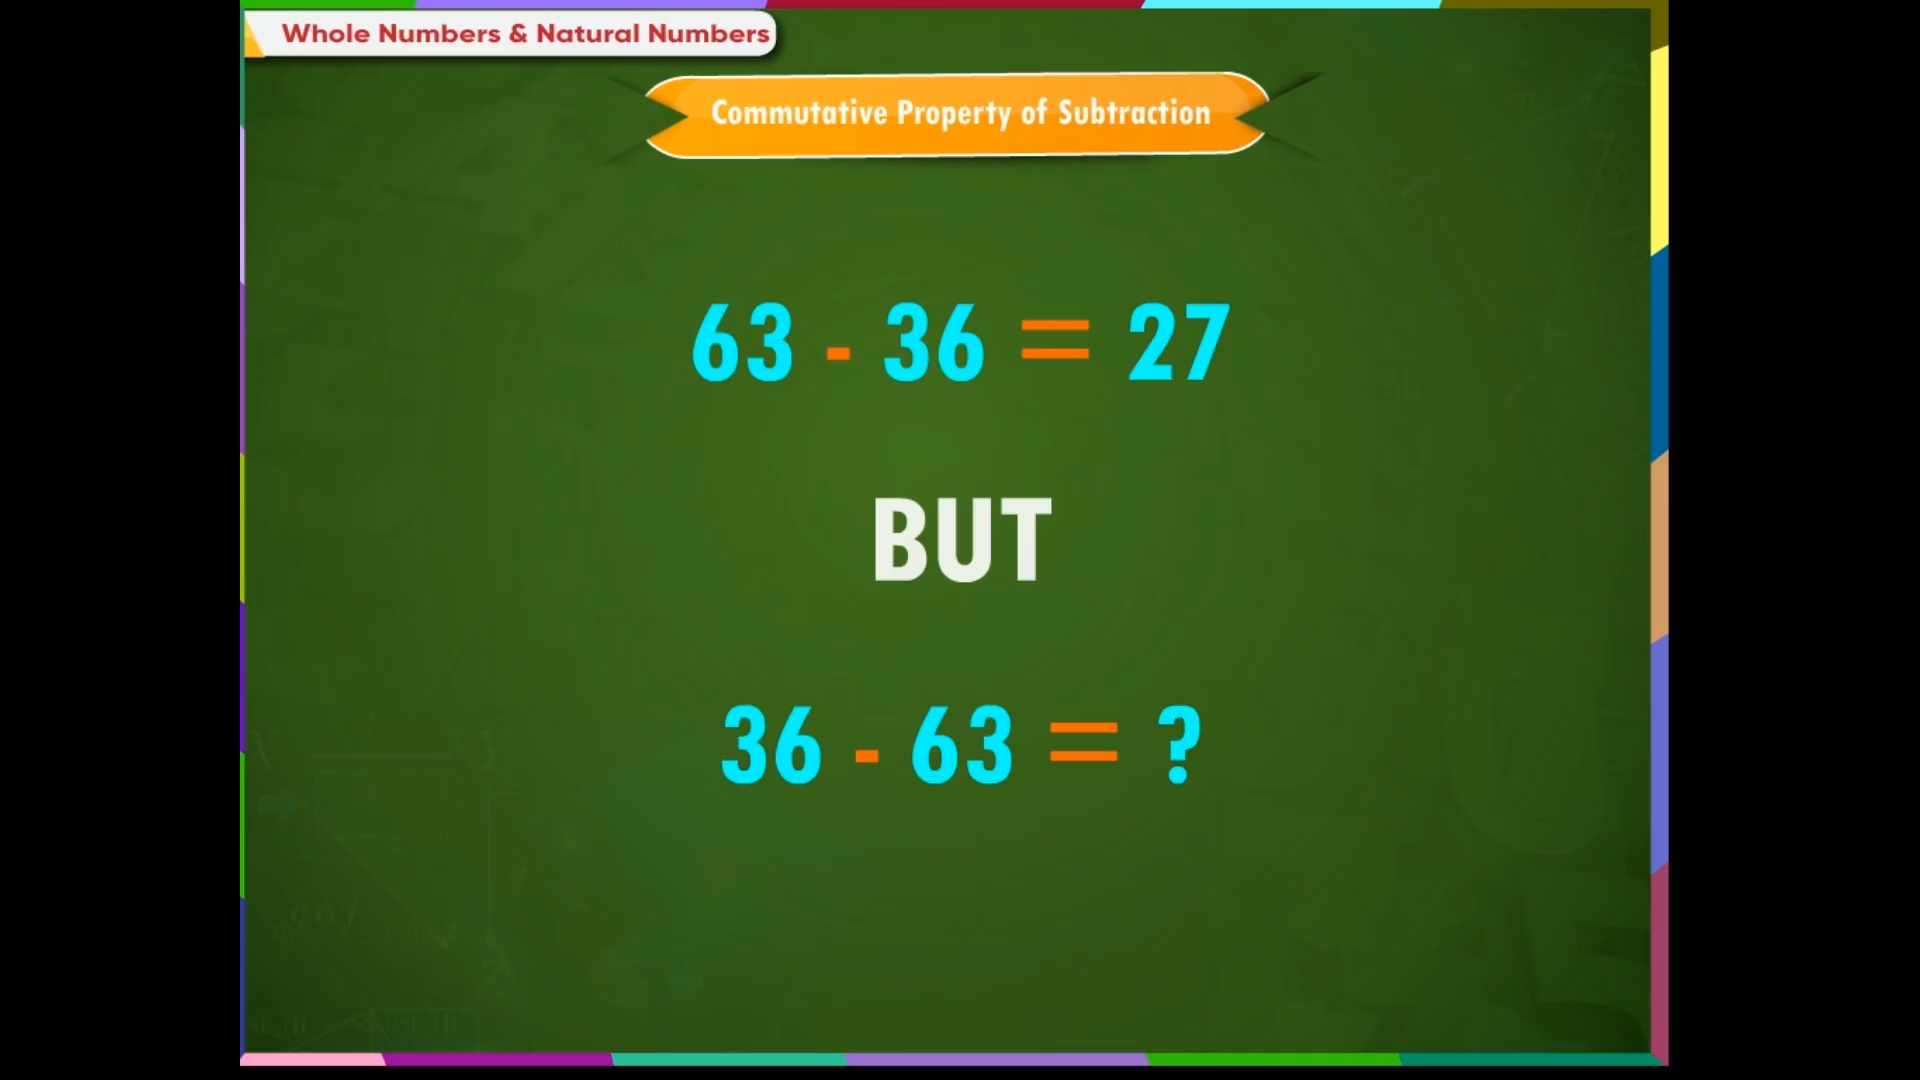 Whole Numbers & Natural Numbers
Commutative Property of Subtraction
63 - 36 = 27
BUT
36 - 63 = ?